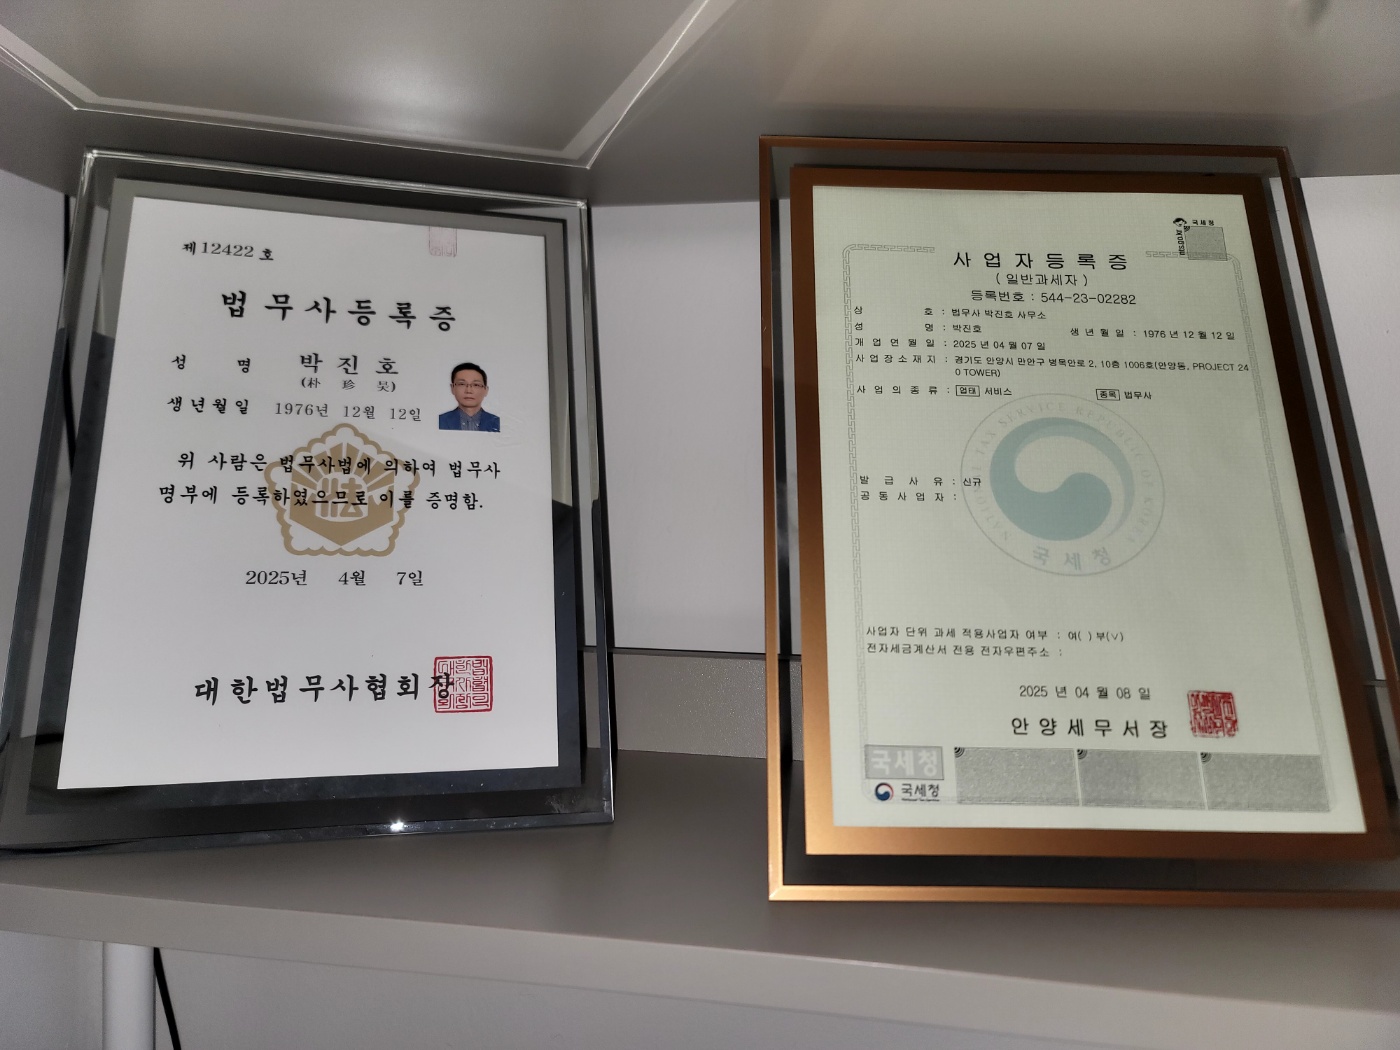 제 12422 호
법무사등록증
성 명 박진호
(朴 珍 昊)
생년월일 1976년 12월 12일
위 사람은 법무사법에 의하여 법무사
명부에 등록하였으므로 이를 증명함.
2025년 4월 7일
대한법무사협회장
국세청
사업자등록증
( 일반과세자 )
등록번호 : 544-23-02282
상 호 : 법무사 박진호 사무소
성 명 : 박진호 생 년 월 일 : 1976 년 12 월 12 일
개 업 연 월 일 : 2025 년 04 월 07 일
사 업 장 소 재 지 : 경기도 안양시 만안구 병목안로 2, 10층 1006호(안양동, PROJECT 24
0 TOWER)
사 업 의 종 류 : 업태 서비스 종목 법무사
NATIONAL TAX SERVICE REPUBLIC OF KOREA
국세청
발 급 사 유 : 신규
공 동 사 업 자 :
사업자 단위 과세 적용사업자 여부 : 여( ) 부(∨)
전자세금계산서 전용 전자우편주소 :
2025 년 04 월 08 일
안양세무서장
국세청
국세청